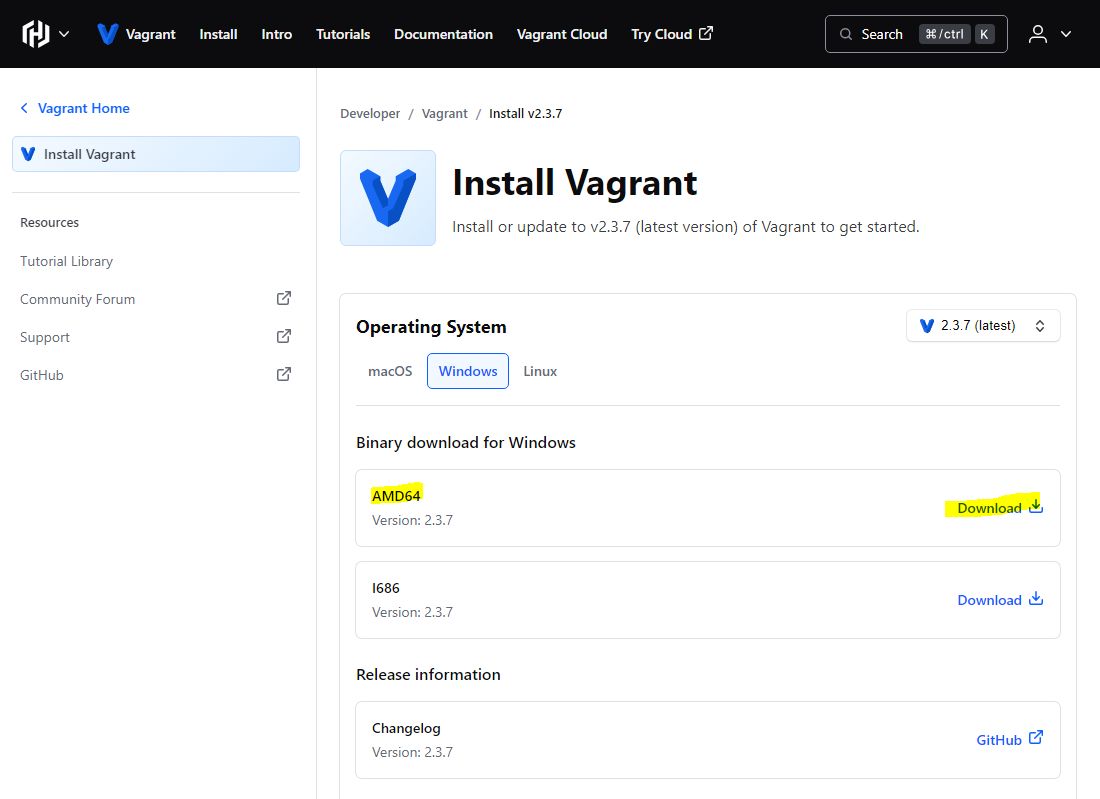 Vagrant Install Intro Tutorials Documentation Vagrant Cloud Try Cloud Search ⌘/ctrl K
Vagrant Home
Install Vagrant
Resources
Tutorial Library
Community Forum
Support
GitHub
Developer / Vagrant / Install v2.3.7
Install Vagrant
Install or update to v2.3.7 (latest version) of Vagrant to get started.
Operating System 2.3.7 (latest)
macOS Windows Linux
Binary download for Windows
AMD64
Version: 2.3.7
Download
I686
Version: 2.3.7
Download
Release information
Changelog
Version: 2.3.7
GitHub